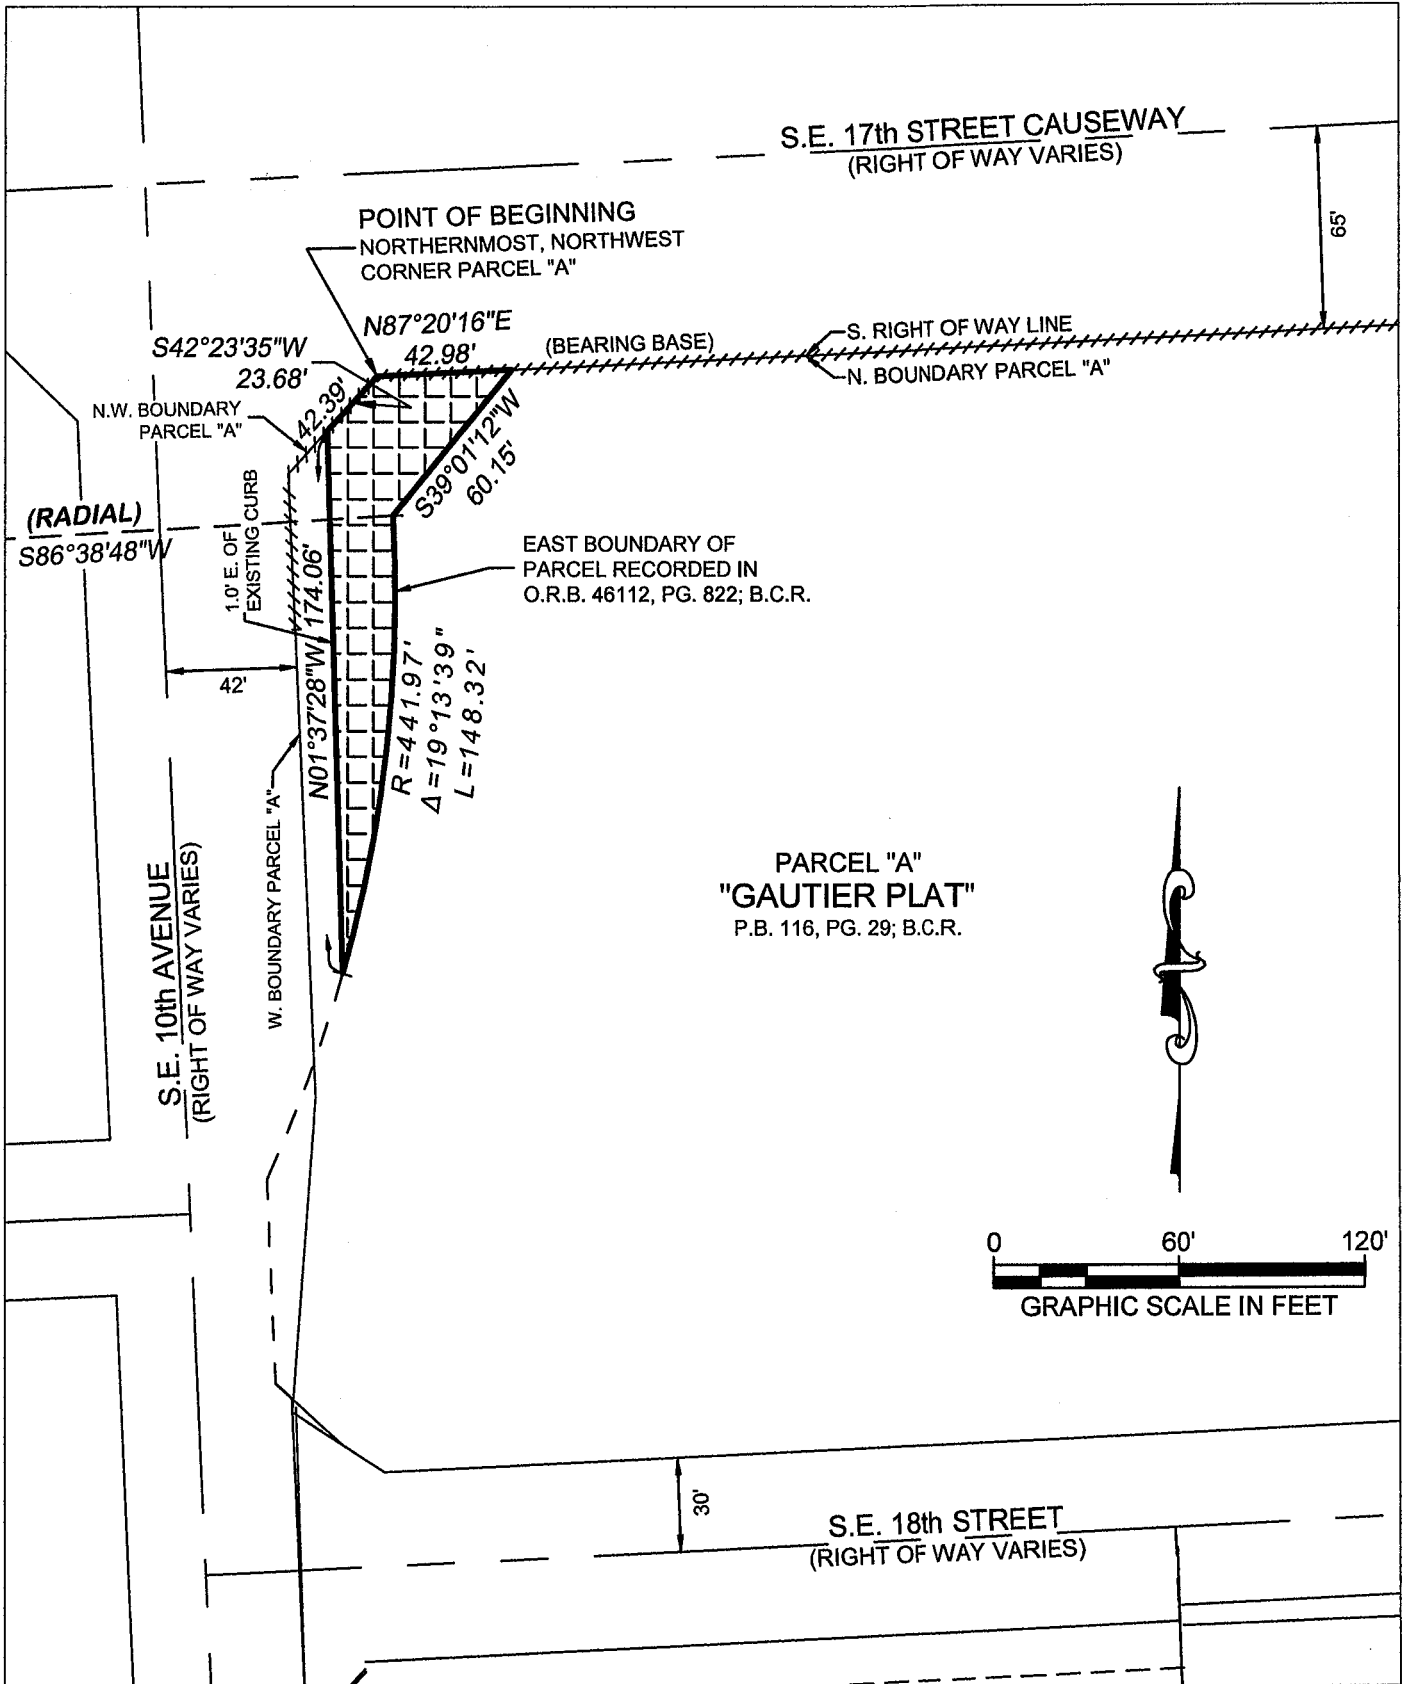 S.E. 17th STREET CAUSEWAY
(RIGHT OF WAY VARIES)
65'
POINT OF BEGINNING
NORTHERNMOST, NORTHWEST
CORNER PARCEL "A"
N87°20'16"E
42.98'
(BEARING BASE)
S. RIGHT OF WAY LINE
N. BOUNDARY PARCEL "A"
S42°23'35"W
23.68'
42.39'
N.W. BOUNDARY
PARCEL "A"
S39°01'12"W
60.15'
(RADIAL)
S86°38'48"W
1.0' E. OF
EXISTING CURB
EAST BOUNDARY OF
PARCEL RECORDED IN
O.R.B. 46112, PG. 822; B.C.R.
N01°37'28"W 174.06'
R=441.97'
Δ=19°13'39"
L=148.32'
42'
W. BOUNDARY PARCEL "A"
S.E. 10th AVENUE
(RIGHT OF WAY VARIES)
PARCEL "A"
"GAUTIER PLAT"
P.B. 116, PG. 29; B.C.R.
0 60' 120'
GRAPHIC SCALE IN FEET
30'
S.E. 18th STREET
(RIGHT OF WAY VARIES)